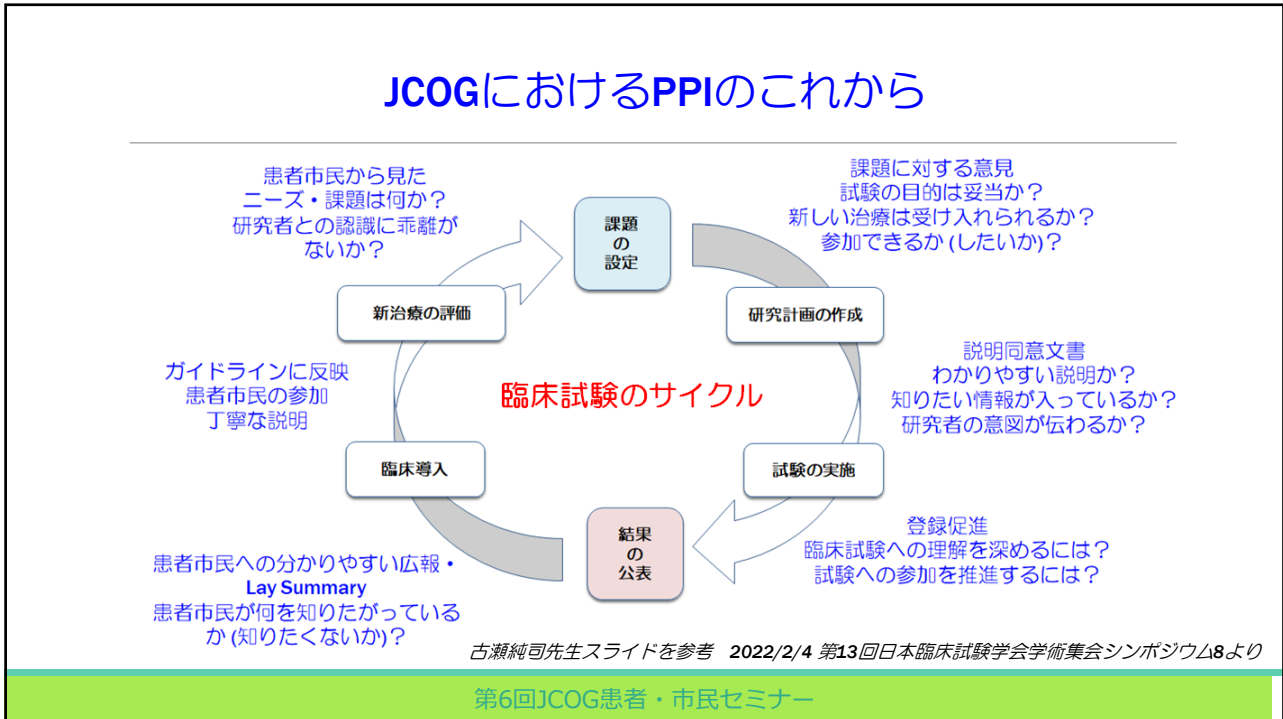 JCOGにおけるPPIのこれから
患者市民から見た
ニーズ・課題は何か？
研究者との認識に乖離が
ないか？
課題
の
設定
課題に対する意見
試験の目的は妥当か？
新しい治療は受け入れられるか？
参加できるか (したいか)？
新治療の評価
研究計画の作成
ガイドラインに反映
患者市民の参加
丁寧な説明
臨床試験のサイクル
説明同意文書
わかりやすい説明か？
知りたい情報が入っているか？
研究者の意図が伝わるか？
臨床導入
試験の実施
結果
の
公表
登録促進
臨床試験への理解を深めるには？
試験への参加を推進するには？
患者市民への分かりやすい広報・
Lay Summary
患者市民が何を知りたがっている
か (知りたくないか)？
古瀬純司先生スライドを参考 2022/2/4 第13回日本臨床試験学会学術集会シンポジウム8より
第6回JCOG患者・市民セミナー